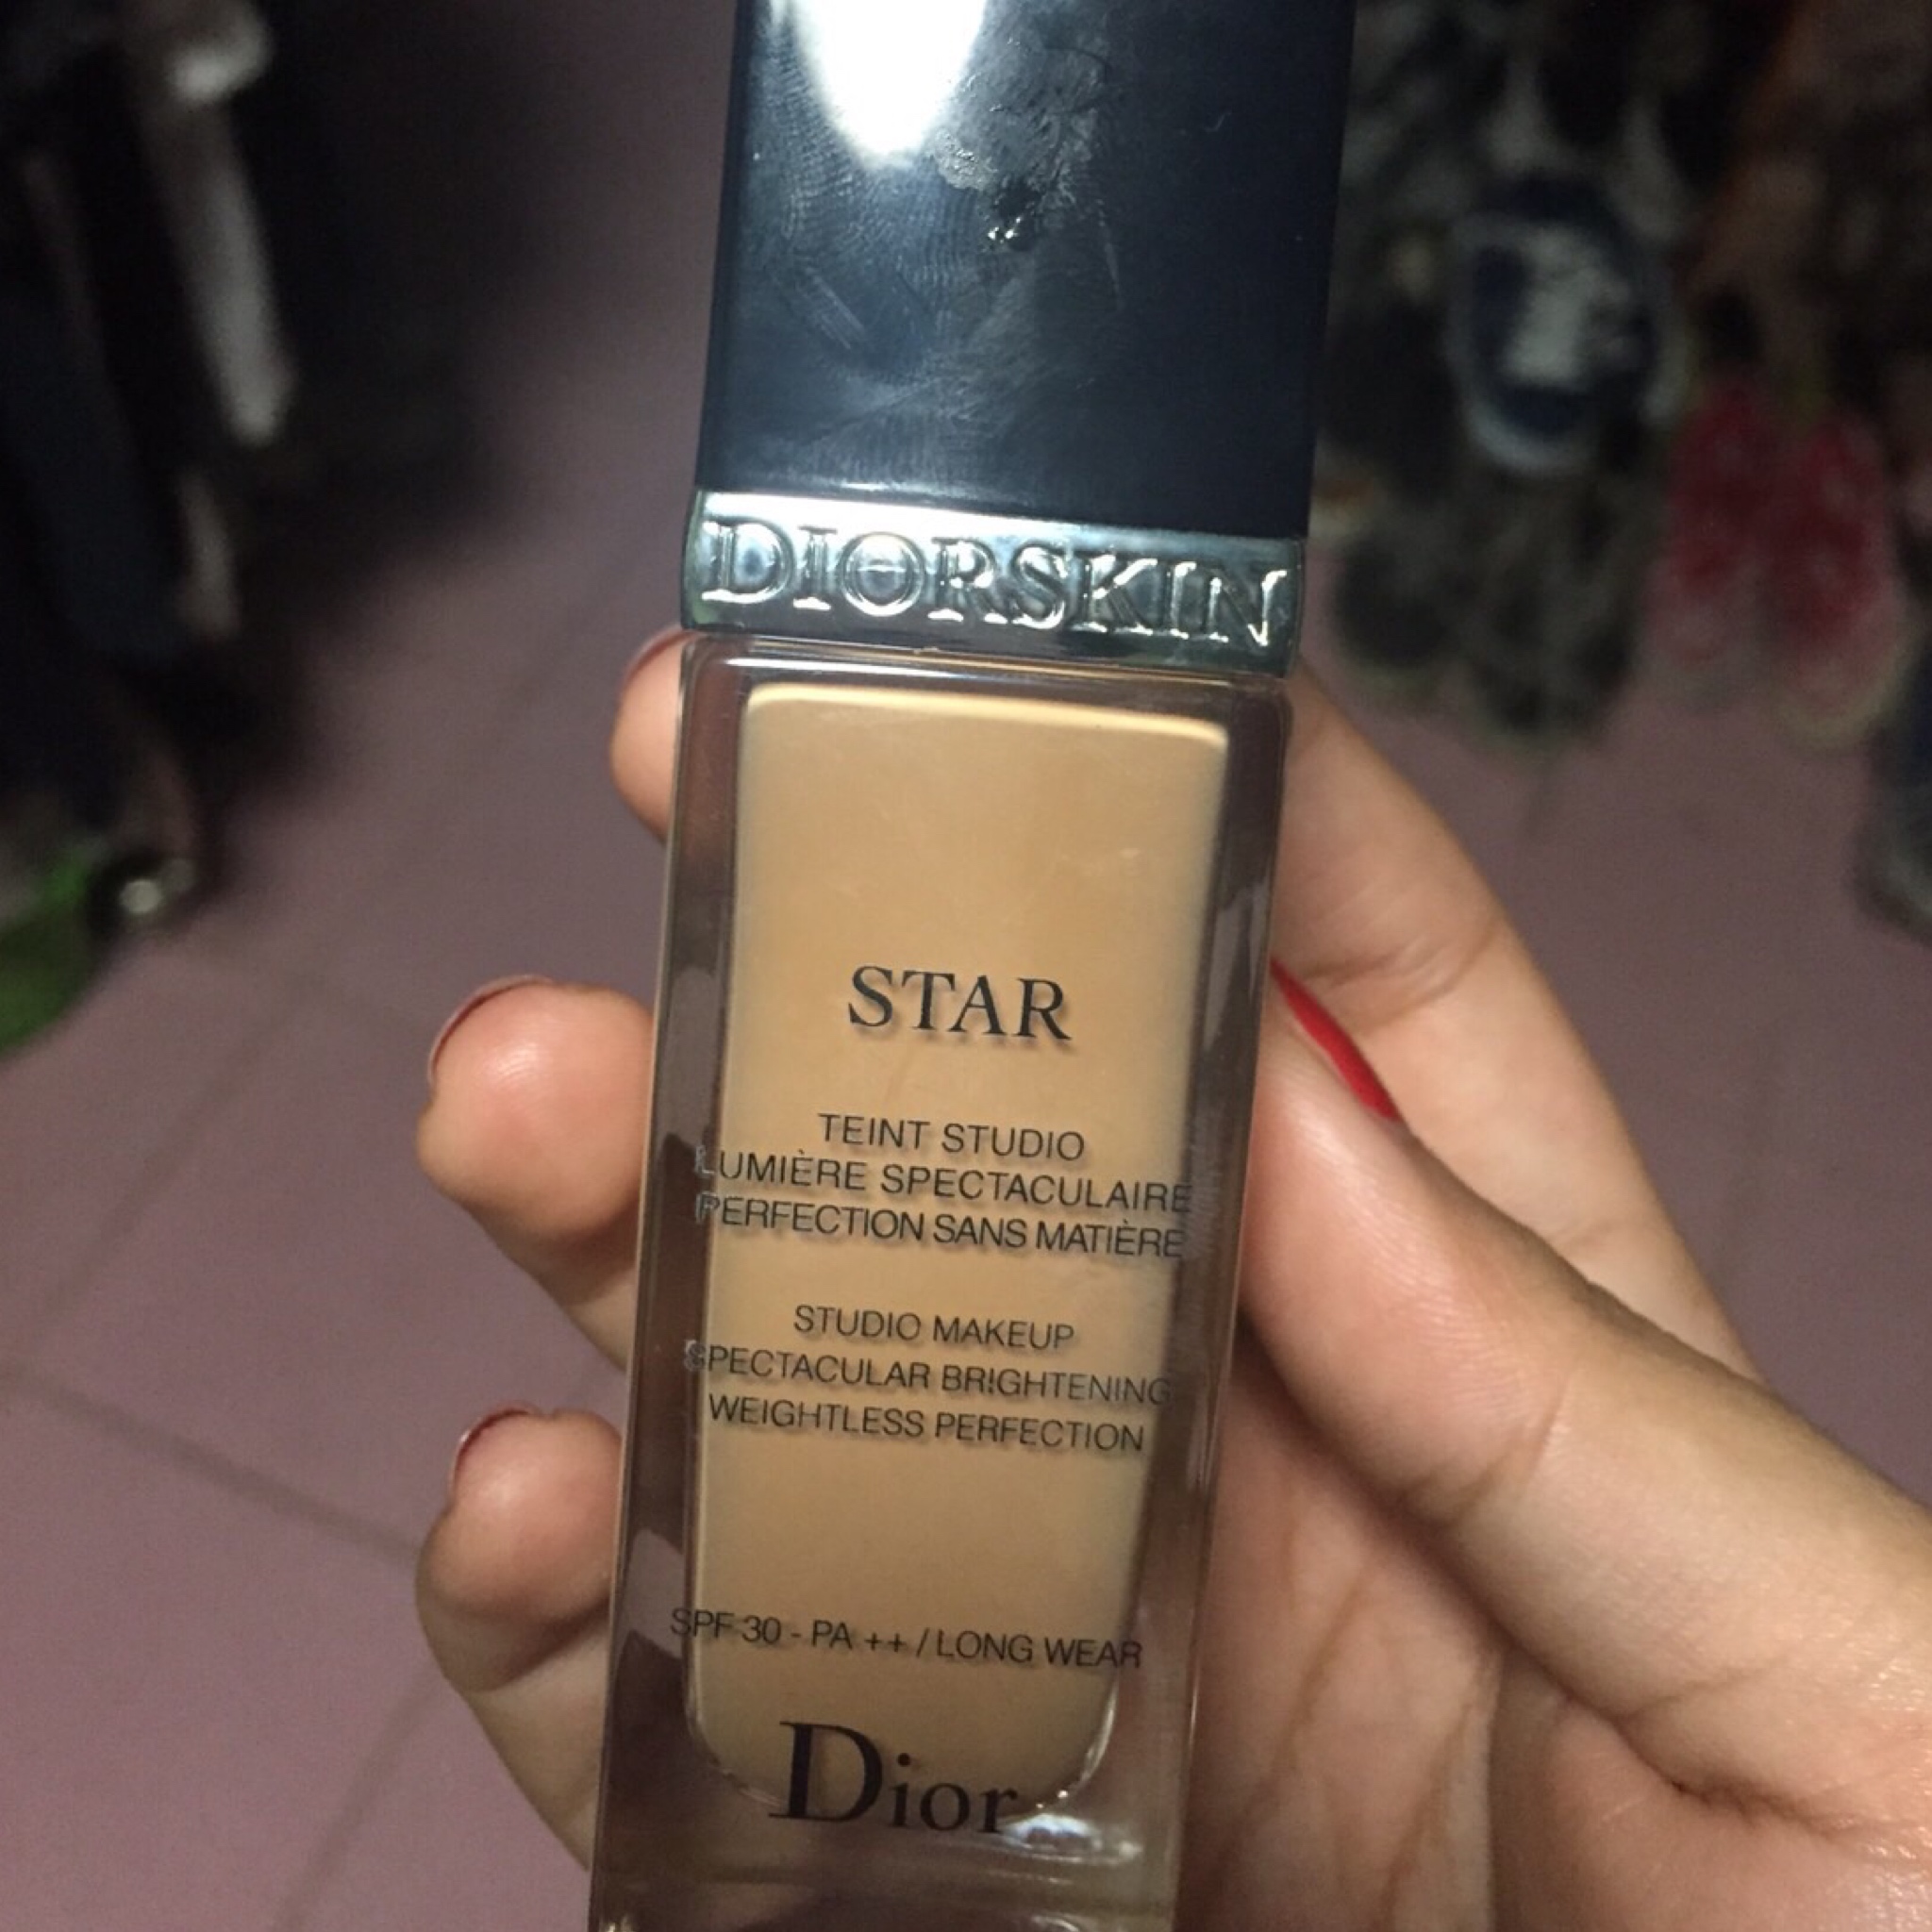 DIORSKIN
STAR
TEINT STUDIO
LUMIÈRE SPECTACULAIRE
PERFECTION SANS MATIÈRE
STUDIO MAKEUP
SPECTACULAR BRIGHTENING
WEIGHTLESS PERFECTION
SPF 30 - PA ++ / LONG WEAR
Dior